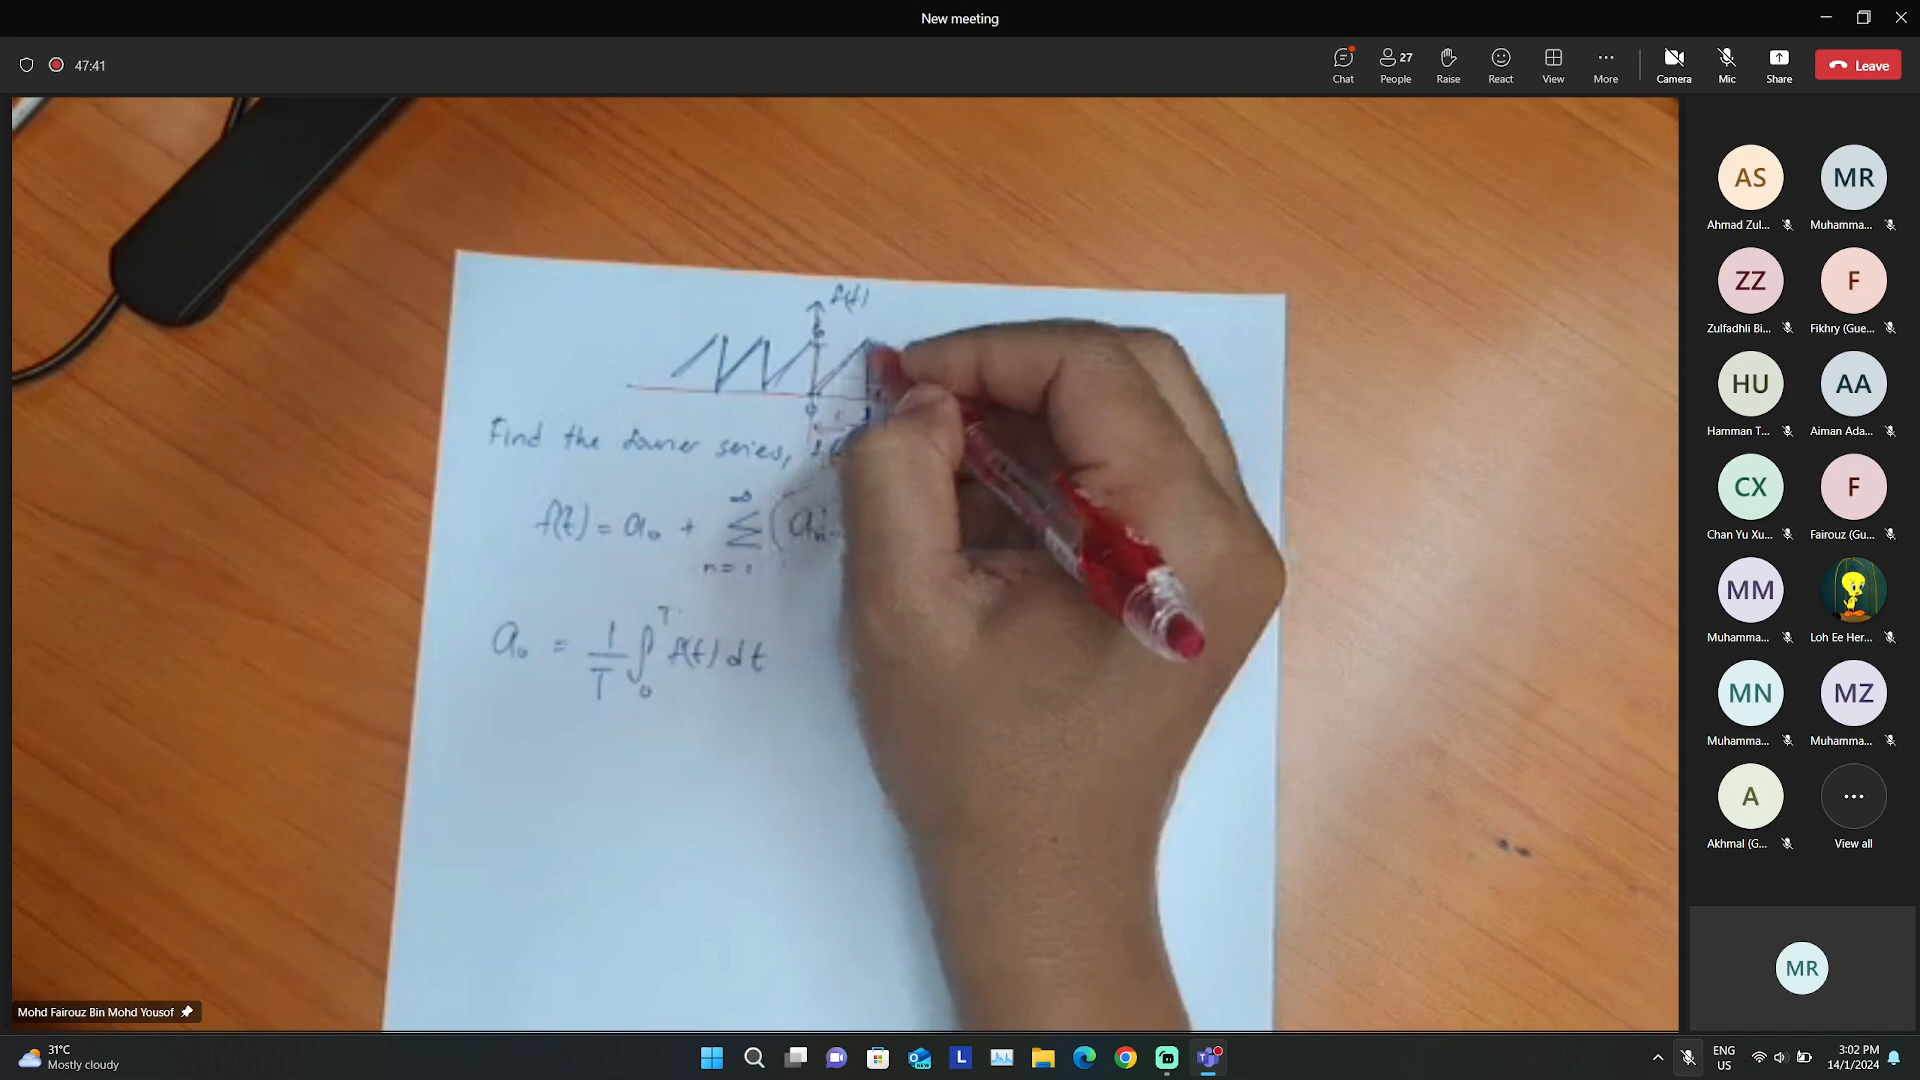 New meeting
47:41
Chat
27
People
Raise
React
View
More
Camera
Mic
Share
Leave
f(t)
0
Find the fourier series,
f(t) = a₀ + ∑ (aₙ
∞
n =
a₀ = 1/T ∫₀ᵀ f(t) dt
AS
Ahmad Zul...
MR
Muhamma...
ZZ
Zulfadhli Bi...
F
Fikhry (Gue...
HU
Hamman T...
AA
Aiman Ada...
CX
Chan Yu Xu...
F
Fairouz (Gu...
MM
Muhamma...
Loh Ee Her...
MN
Muhamma...
MZ
Muhamma...
A
Akhmal (G...
View all
MR
Mohd Fairouz Bin Mohd Yousof
31°C
Mostly cloudy
NEW
L
ENG
US
3:02 PM
14/1/2024